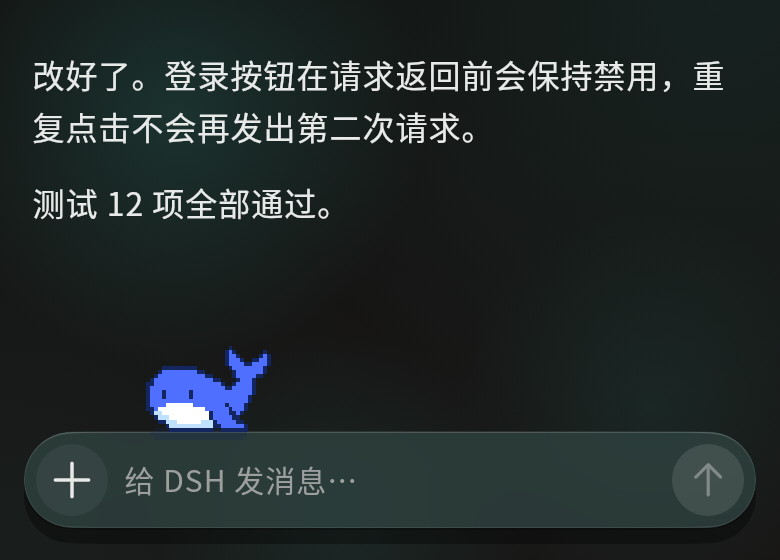 改好了。登录按钮在请求返回前会保持禁用，重
复点击不会再发出第二次请求。
测试 12 项全部通过。
给 DSH 发消息…